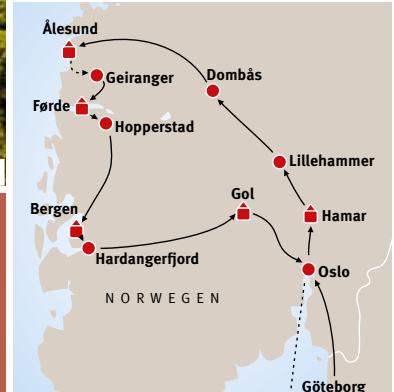 Ålesund
Geiranger
Dombås
Førde
Hopperstad
Lillehammer
Gol
Bergen
Hamar
Hardangerfjord
Oslo
NORWEGEN
Göteborg